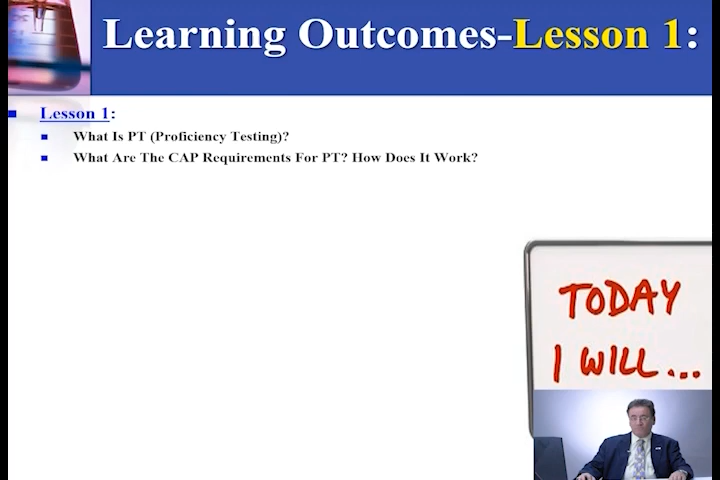 Learning Outcomes-Lesson 1:
Lesson 1:
What Is PT (Proficiency Testing)?
What Are The CAP Requirements For PT? How Does It Work?
TODAY
I WILL...